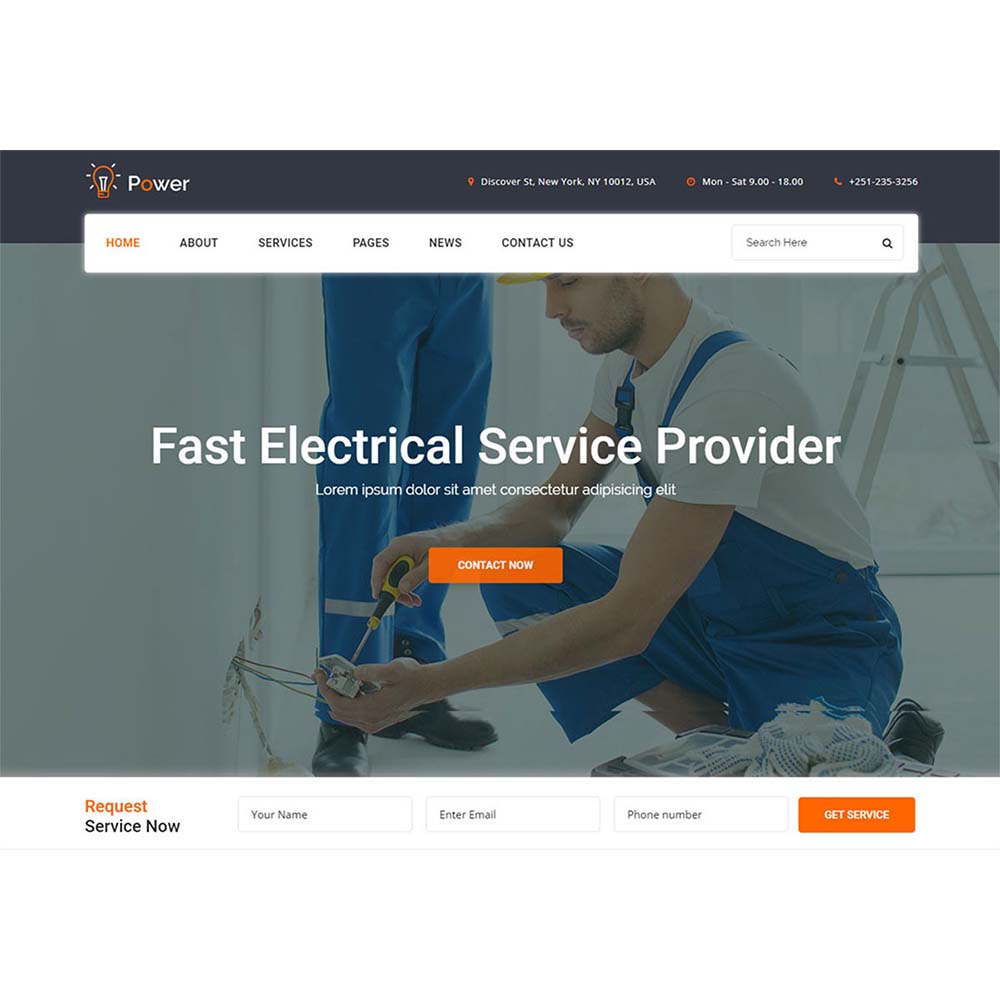 Power
Discover St, New York, NY 10012, USA
Mon - Sat 9.00 - 18.00
+251-235-3256
HOME ABOUT SERVICES PAGES NEWS CONTACT US
Search Here
Fast Electrical Service Provider
Lorem ipsum dolor sit amet consectetur adipisicing elit
CONTACT NOW
Request
Service Now
Your Name
Enter Email
Phone number
GET SERVICE